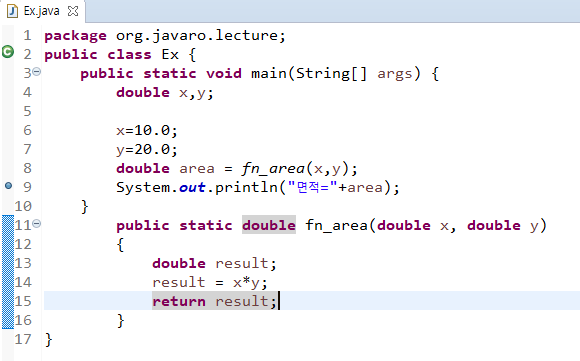 Ex.java
1 package org.javaro.lecture;
2 public class Ex {
3     public static void main(String[] args) {
4         double x,y;
5
6         x=10.0;
7         y=20.0;
8         double area = fn_area(x,y);
9         System.out.println("면적="+area);
10     }
11         public static double fn_area(double x, double y)
12         {
13             double result;
14             result = x*y;
15             return result;
16         }
17 }